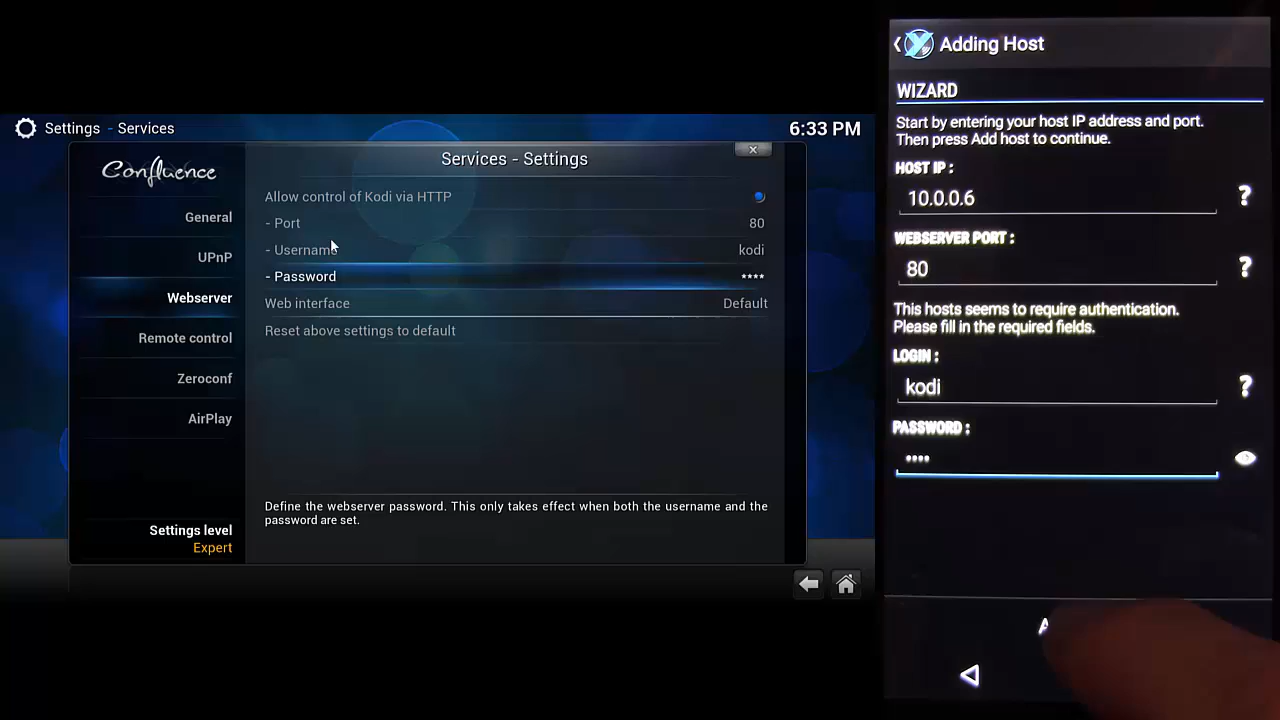 Settings - Services
6:33 PM
Confluence
Services - Settings
General
UPnP
Webserver
Remote control
Zeroconf
AirPlay
Settings level
Expert
Allow control of Kodi via HTTP
- Port 80
- Username kodi
- Password ****
Web interface Default
Reset above settings to default
Define the webserver password. This only takes effect when both the username and the
password are set.
Adding Host
WIZARD
Start by entering your host IP address and port.
Then press Add host to continue.
HOST IP :
10.0.0.6 ?
WEBSERVER PORT :
80 ?
This hosts seems to require authentication.
Please fill in the required fields.
LOGIN :
kodi ?
PASSWORD :
••••